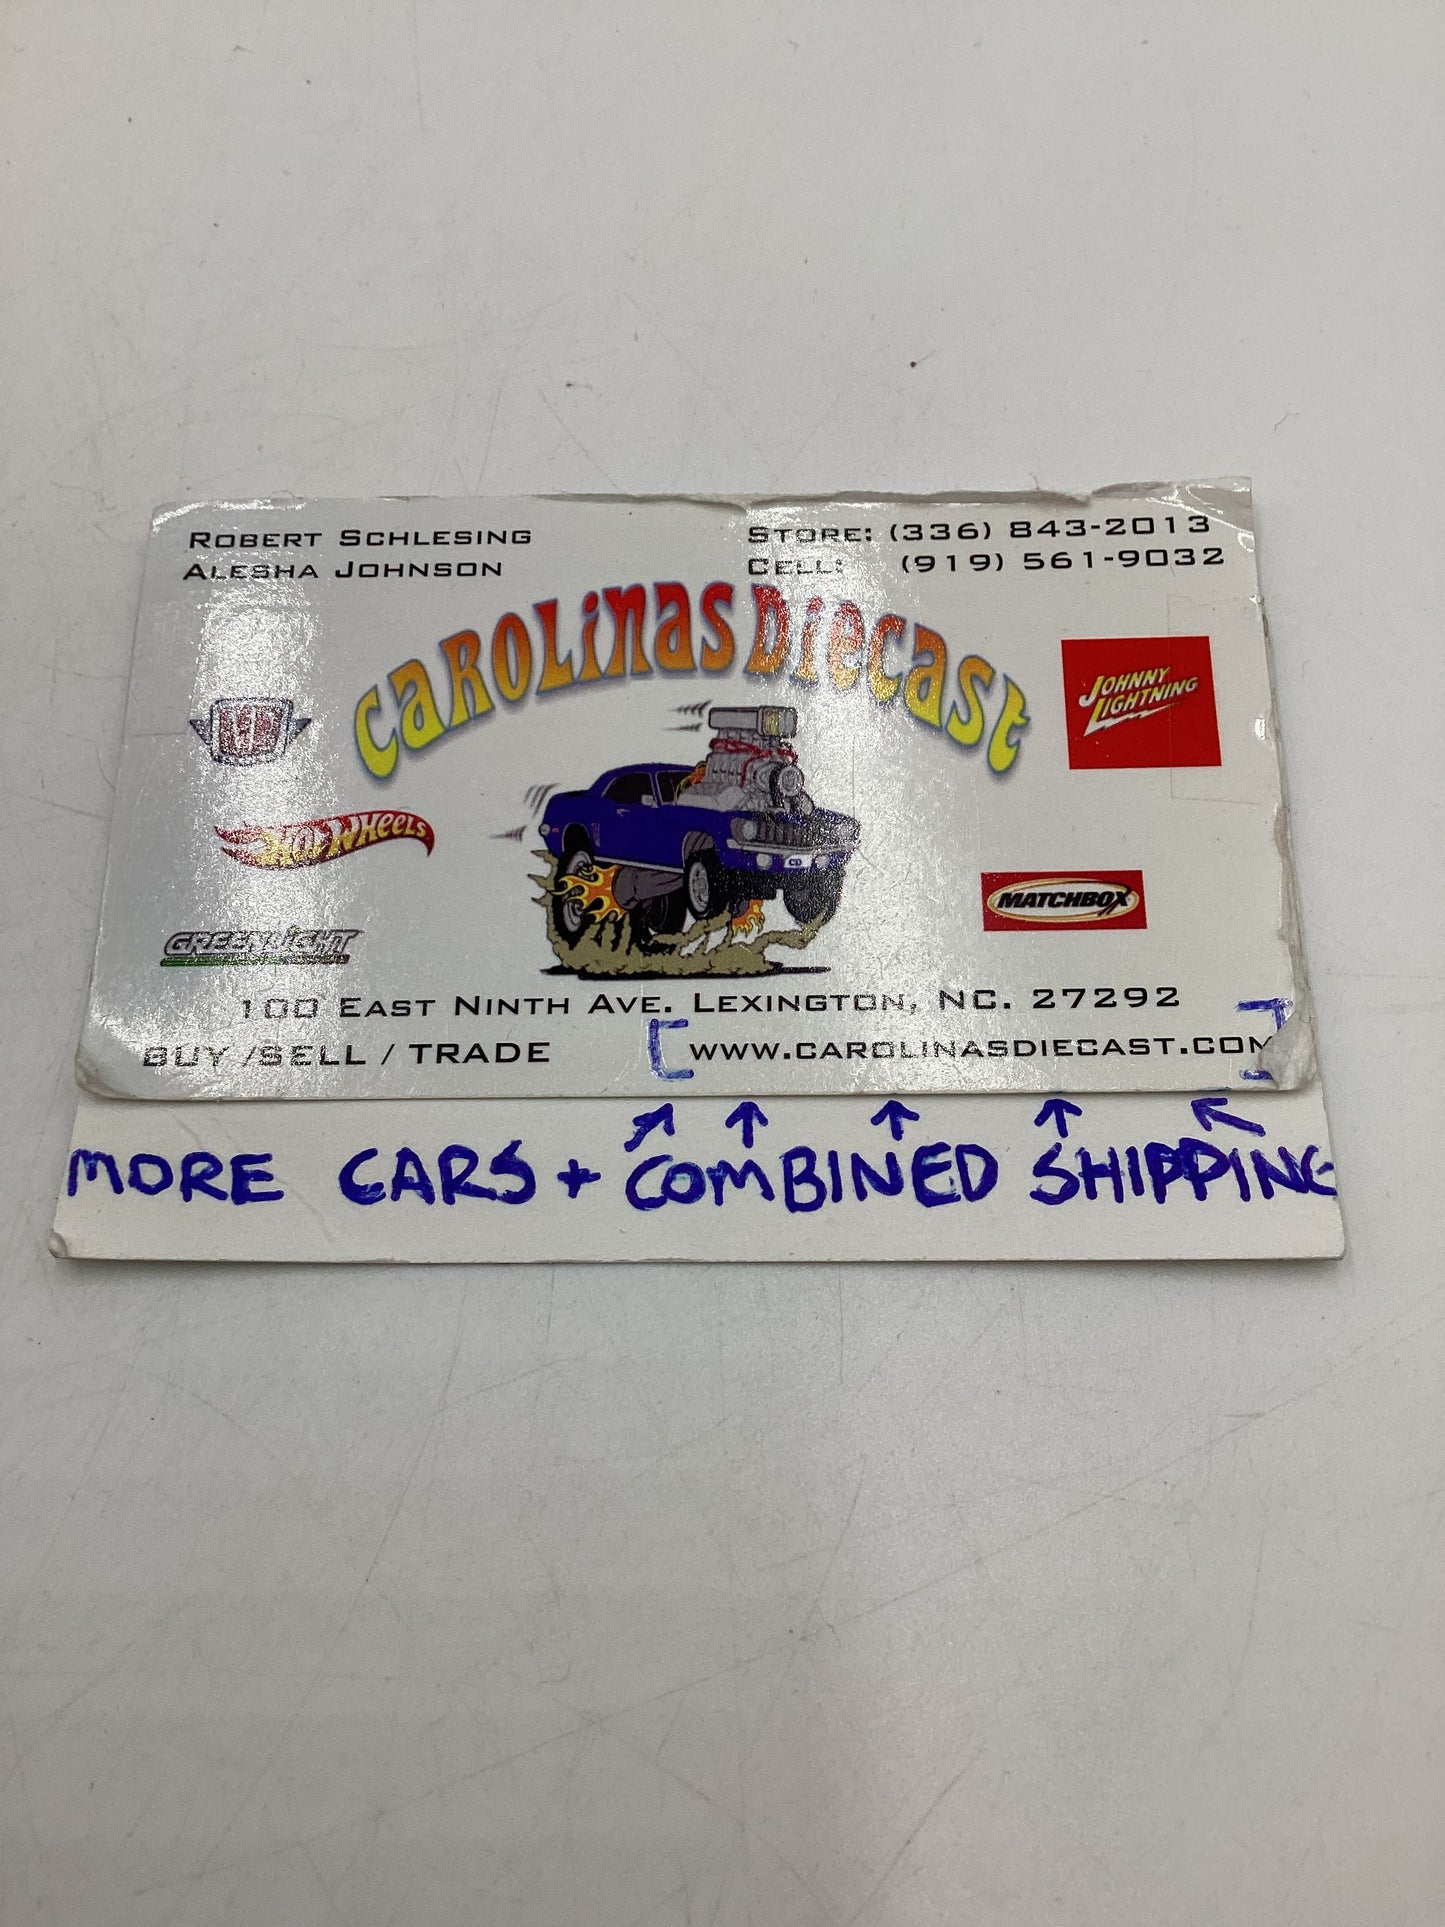 Robert Schlesing
Alesha Johnson
Store: (336) 843-2013
Cell: (919) 561-9032
Carolinas Diecast
Johnny Lightning
Hot Wheels
CD
Matchbox
Greenlight
100 East Ninth Ave. Lexington, NC. 27292
Buy /Sell / Trade
www.carolinasdiecast.com
MORE CARS + COMBINED SHIPPING